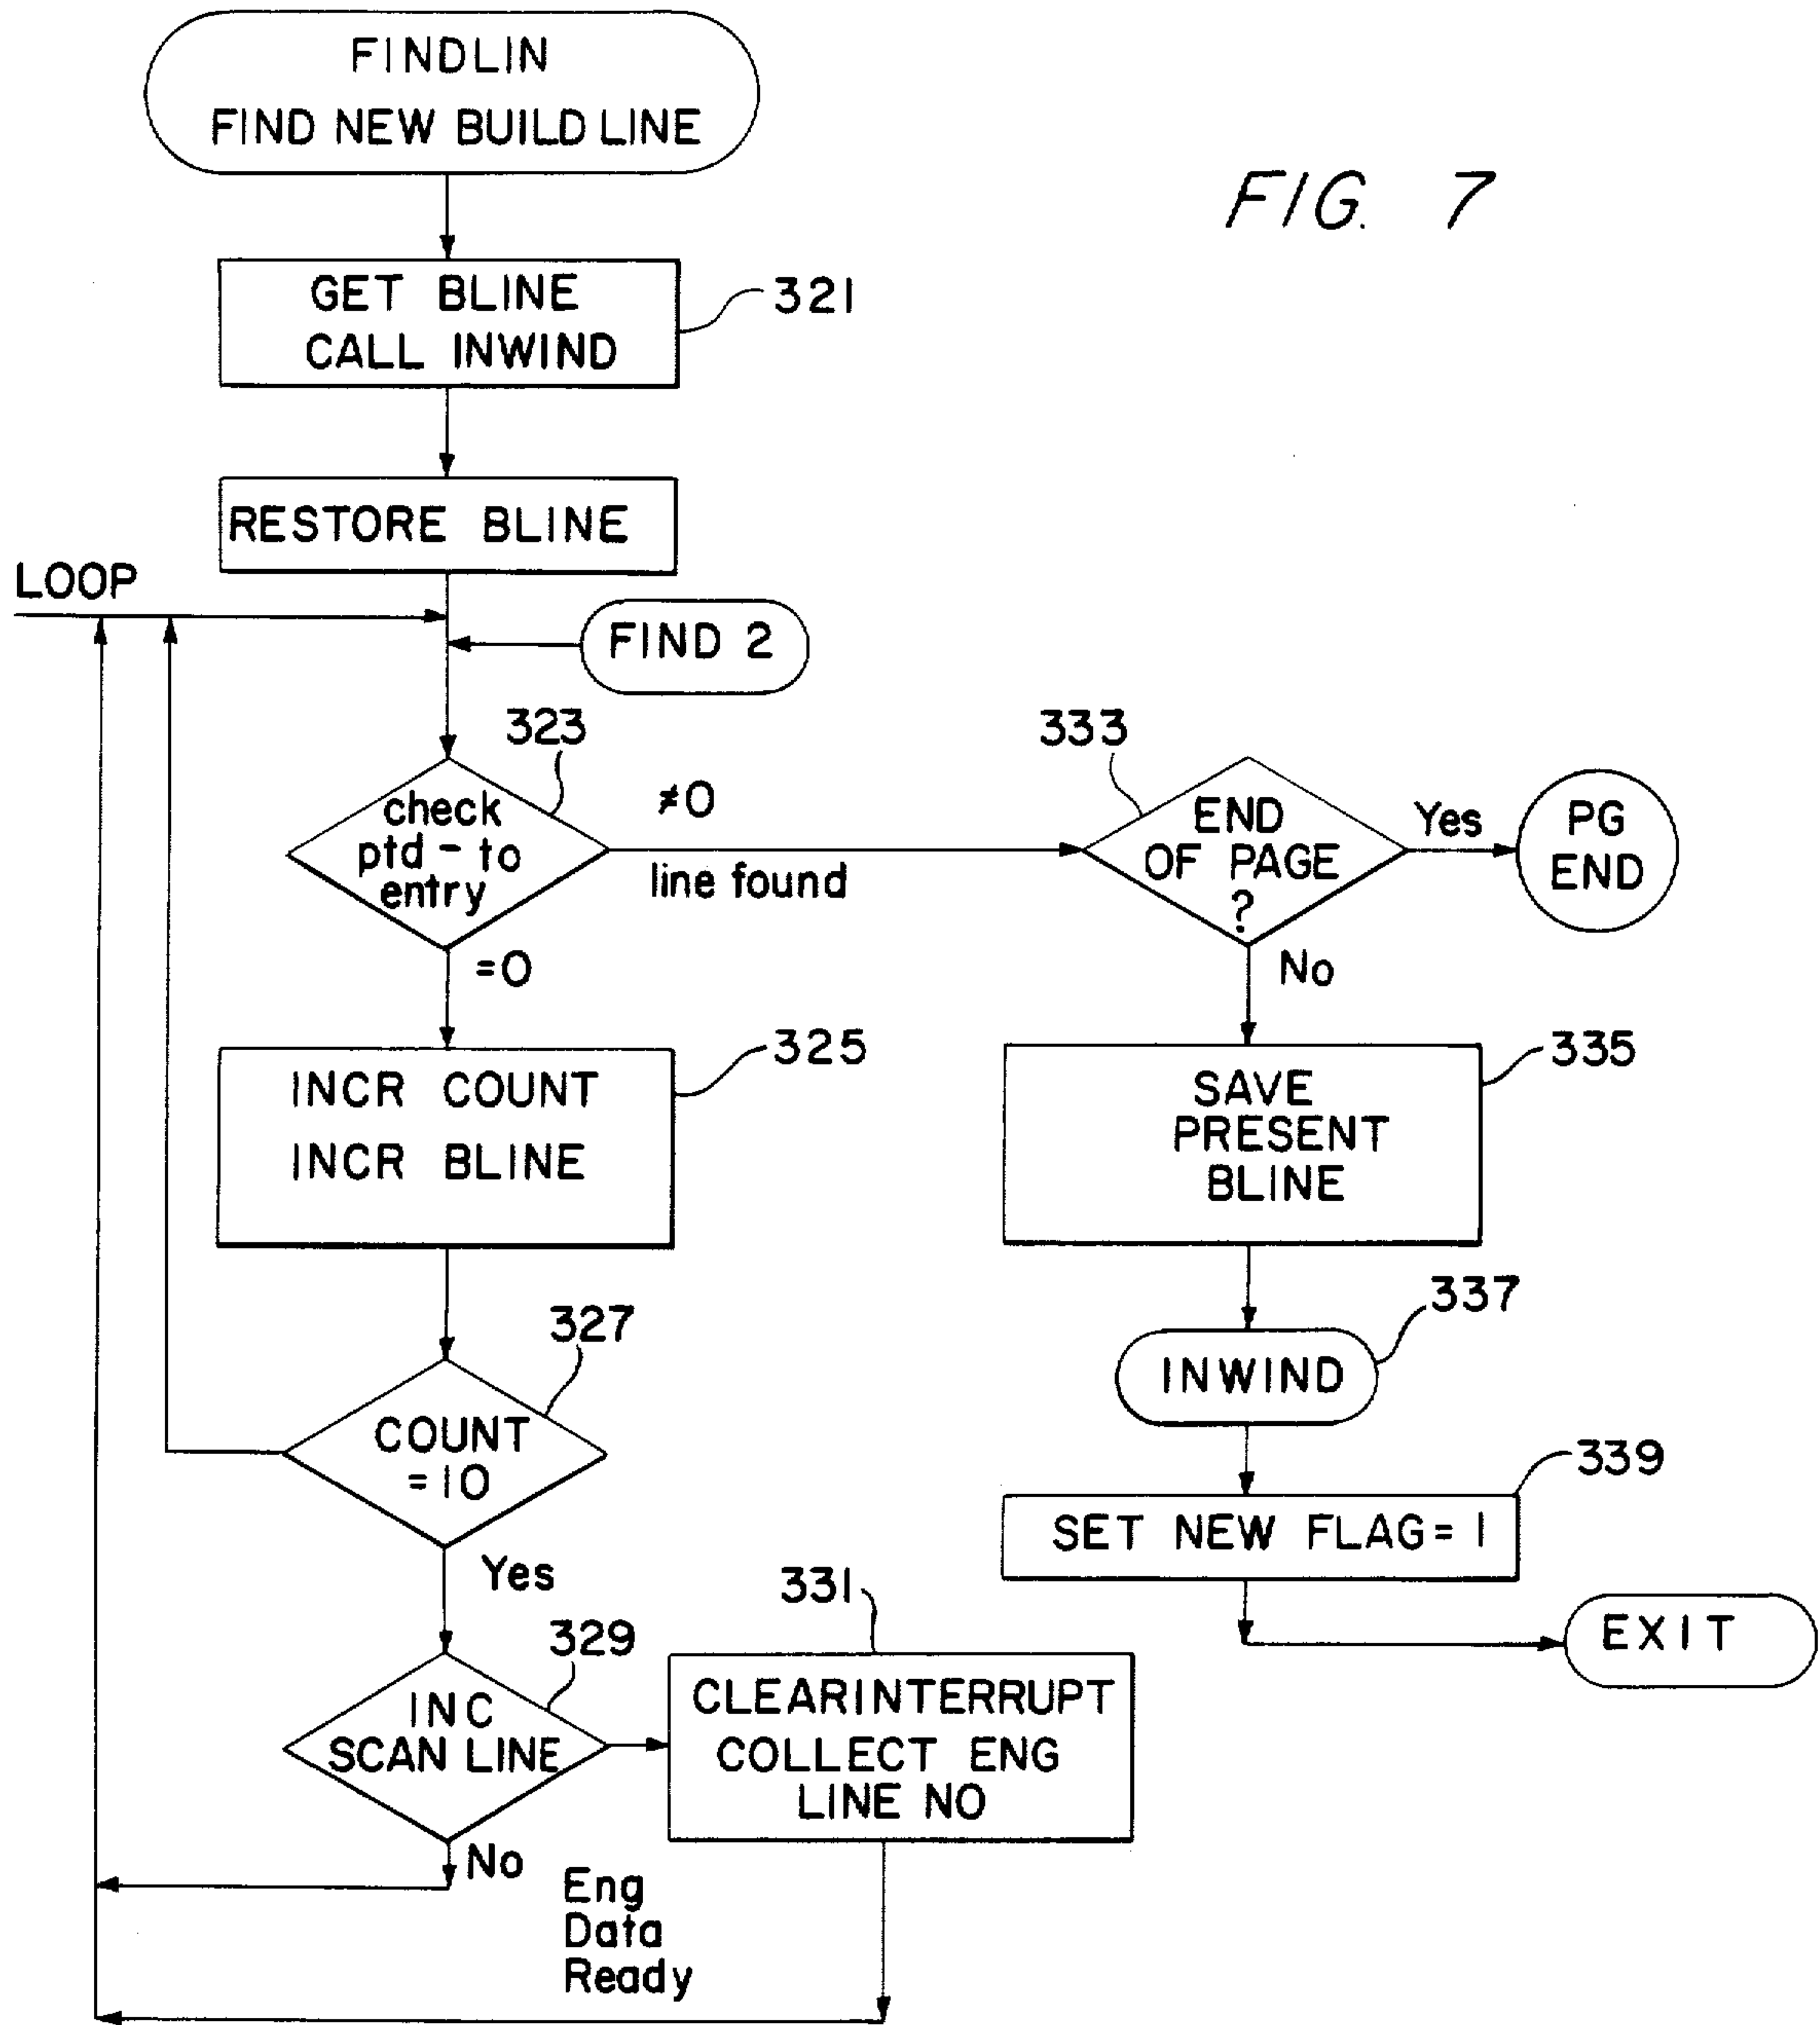 FINDLIN
FIND NEW BUILD LINE
FIG. 7
GET BLINE
CALL INWIND
321
RESTORE BLINE
LOOP
FIND 2
323
check
ptd - to
entry
≠0
line found
333
END
OF PAGE
?
Yes
PG
END
=0
No
325
INCR COUNT
INCR BLINE
335
SAVE
PRESENT
BLINE
327
COUNT
=10
337
INWIND
Yes
339
SET NEW FLAG= 1
EXIT
329
INC
SCAN LINE
331
CLEARINTERRUPT
COLLECT ENG
LINE NO
No
Eng
Data
Ready